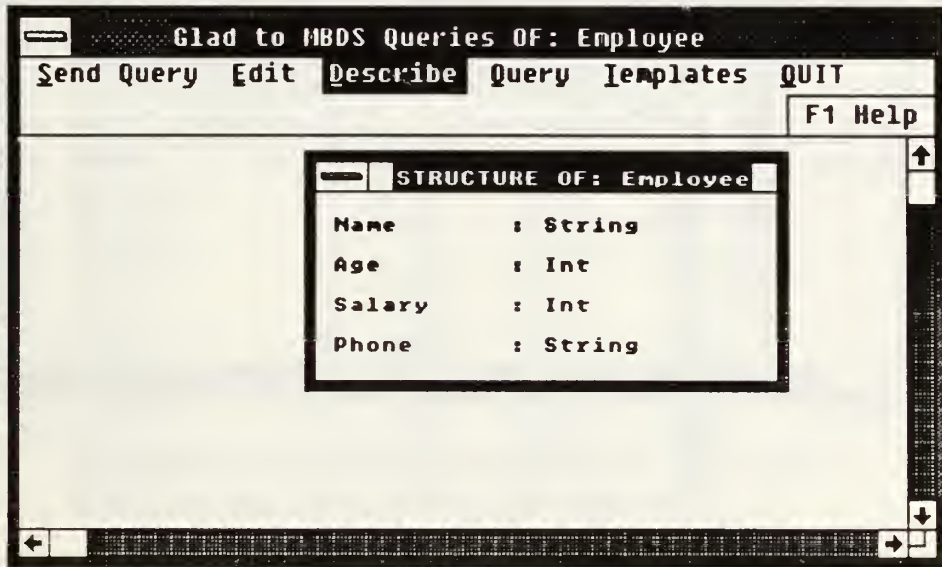 Glad to MBDS Queries OF: Employee
Send Query Edit Describe Query Templates QUIT
F1 Help
STRUCTURE OF: Employee
Name : String
Age : Int
Salary : Int
Phone : String